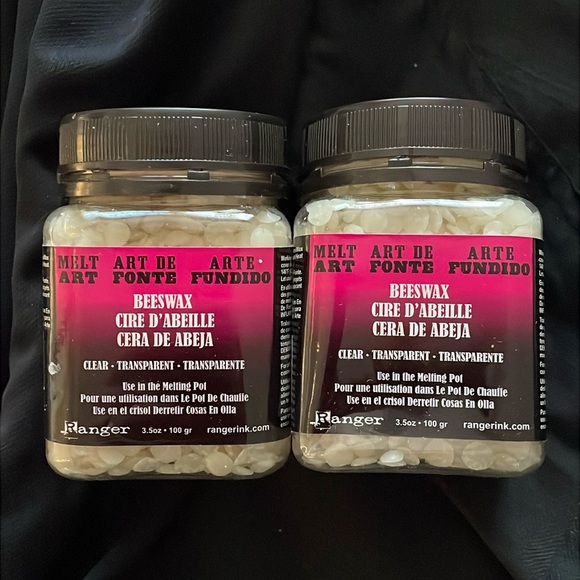 MELT ART DE ARTE
ART FONTE FUNDIDO
BEESWAX
CIRE D'ABEILLE
CERA DE ABEJA
CLEAR • TRANSPARENT • TRANSPARENTE
Use in the Melting Pot
Pour une utilisation dans Le Pot De Chauffe
Use en el crisol Derretir Cosas En Olla
Ranger 3.5oz • 100 gr rangerink.com
MELT ART DE ARTE
ART FONTE FUNDIDO
BEESWAX
CIRE D'ABEILLE
CERA DE ABEJA
CLEAR • TRANSPARENT • TRANSPARENTE
Use in the Melting Pot
Pour une utilisation dans Le Pot De Chauffe
Use en el crisol Derretir Cosas En Olla
Ranger 3.5oz • 100 gr rangerink.com